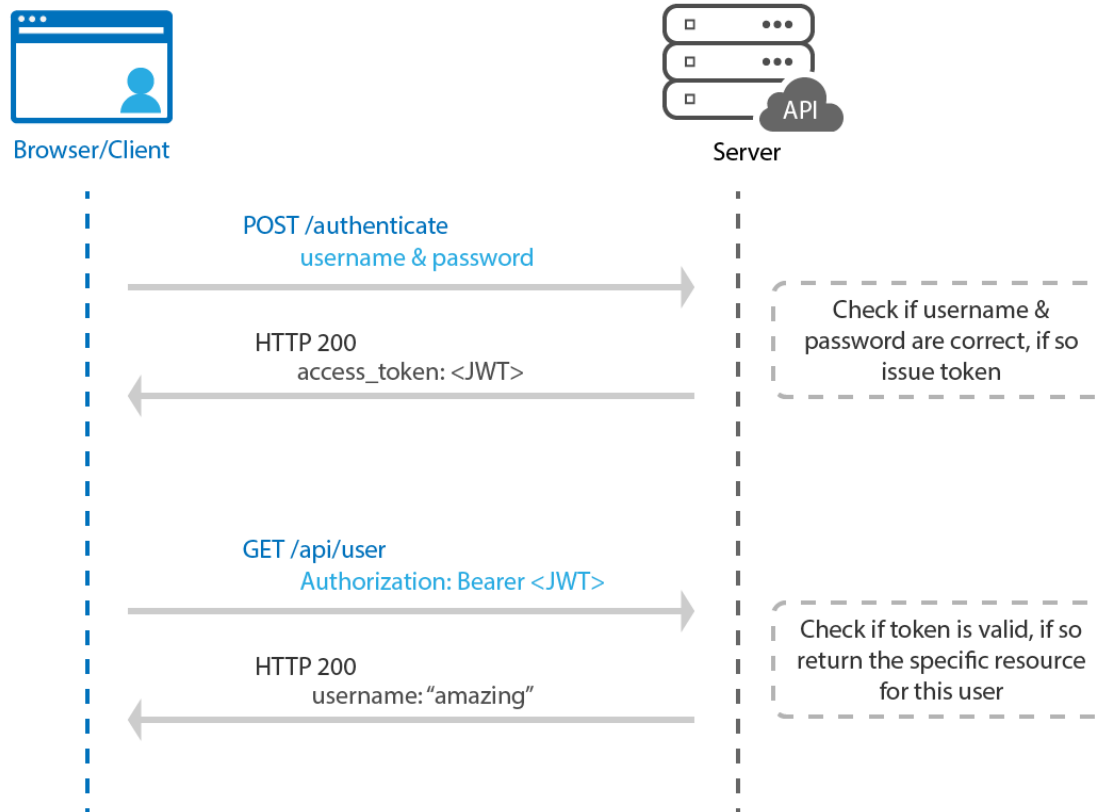 API
Browser/Client
Server
POST /authenticate
username & password
Check if username &
password are correct, if so
issue token
HTTP 200
access_token: <JWT>
GET /api/user
Authorization: Bearer <JWT>
Check if token is valid, if so
return the specific resource
for this user
HTTP 200
username: “amazing”